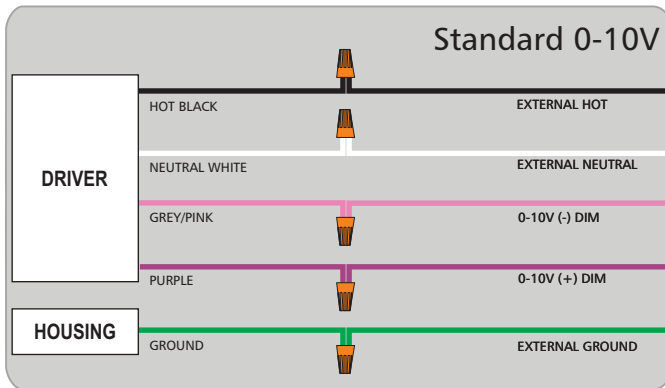 Standard 0-10V
HOT BLACK
EXTERNAL HOT
DRIVER
NEUTRAL WHITE
EXTERNAL NEUTRAL
GREY/PINK
0-10V (-) DIM
PURPLE
0-10V (+) DIM
HOUSING
GROUND
EXTERNAL GROUND